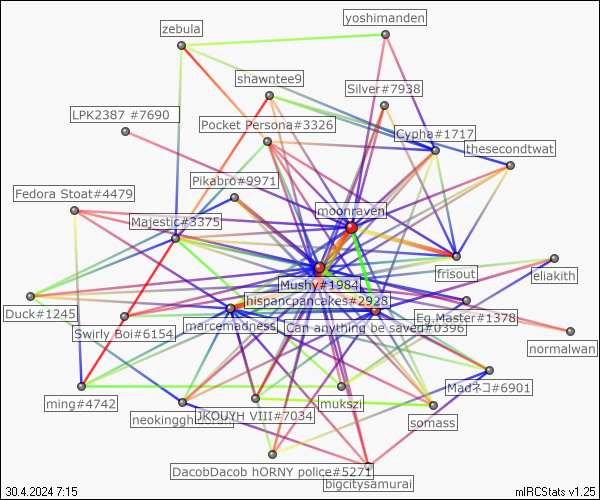 yoshimanden
zebula
shawntee9
Silver#7938
LPK2387 #7690
Pocket Persona#3326
Cypha#1717
thesecondtwat
Pikabro#9971
Fedora Stoat#4479
moonraven
Majestic#3375
frisout
eliakith
Mushy#1984
hispancpancakes#2928
Duck#1245
Eg.Master#1378
marcemadness
Can anything be saved#0396
Swirly Boi#6154
normalwan
Madネコ#6901
mukszi
ming#4742
somass
JKOUYH VIII#7034
DacobDacob hORNY police#5271
bigcitysamurai
30.4.2024 7:15
mIRCStats v1.25